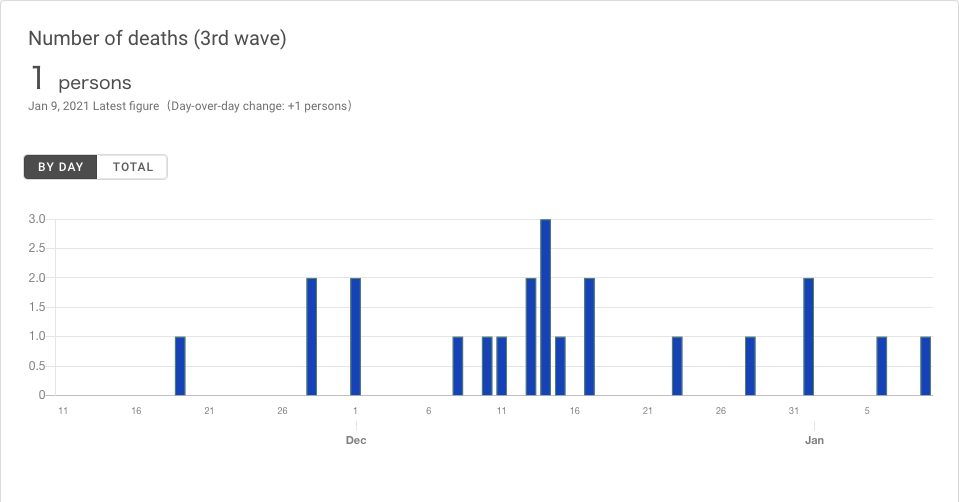 Number of deaths (3rd wave)
1 persons
Jan 9, 2021 Latest figure (Day-over-day change: +1 persons)
BY DAY TOTAL
3.0
2.5
2.0
1.5
1.0
0.5
0
11 16 21 26 1 6 11 16 21 26 31 5
Dec Jan